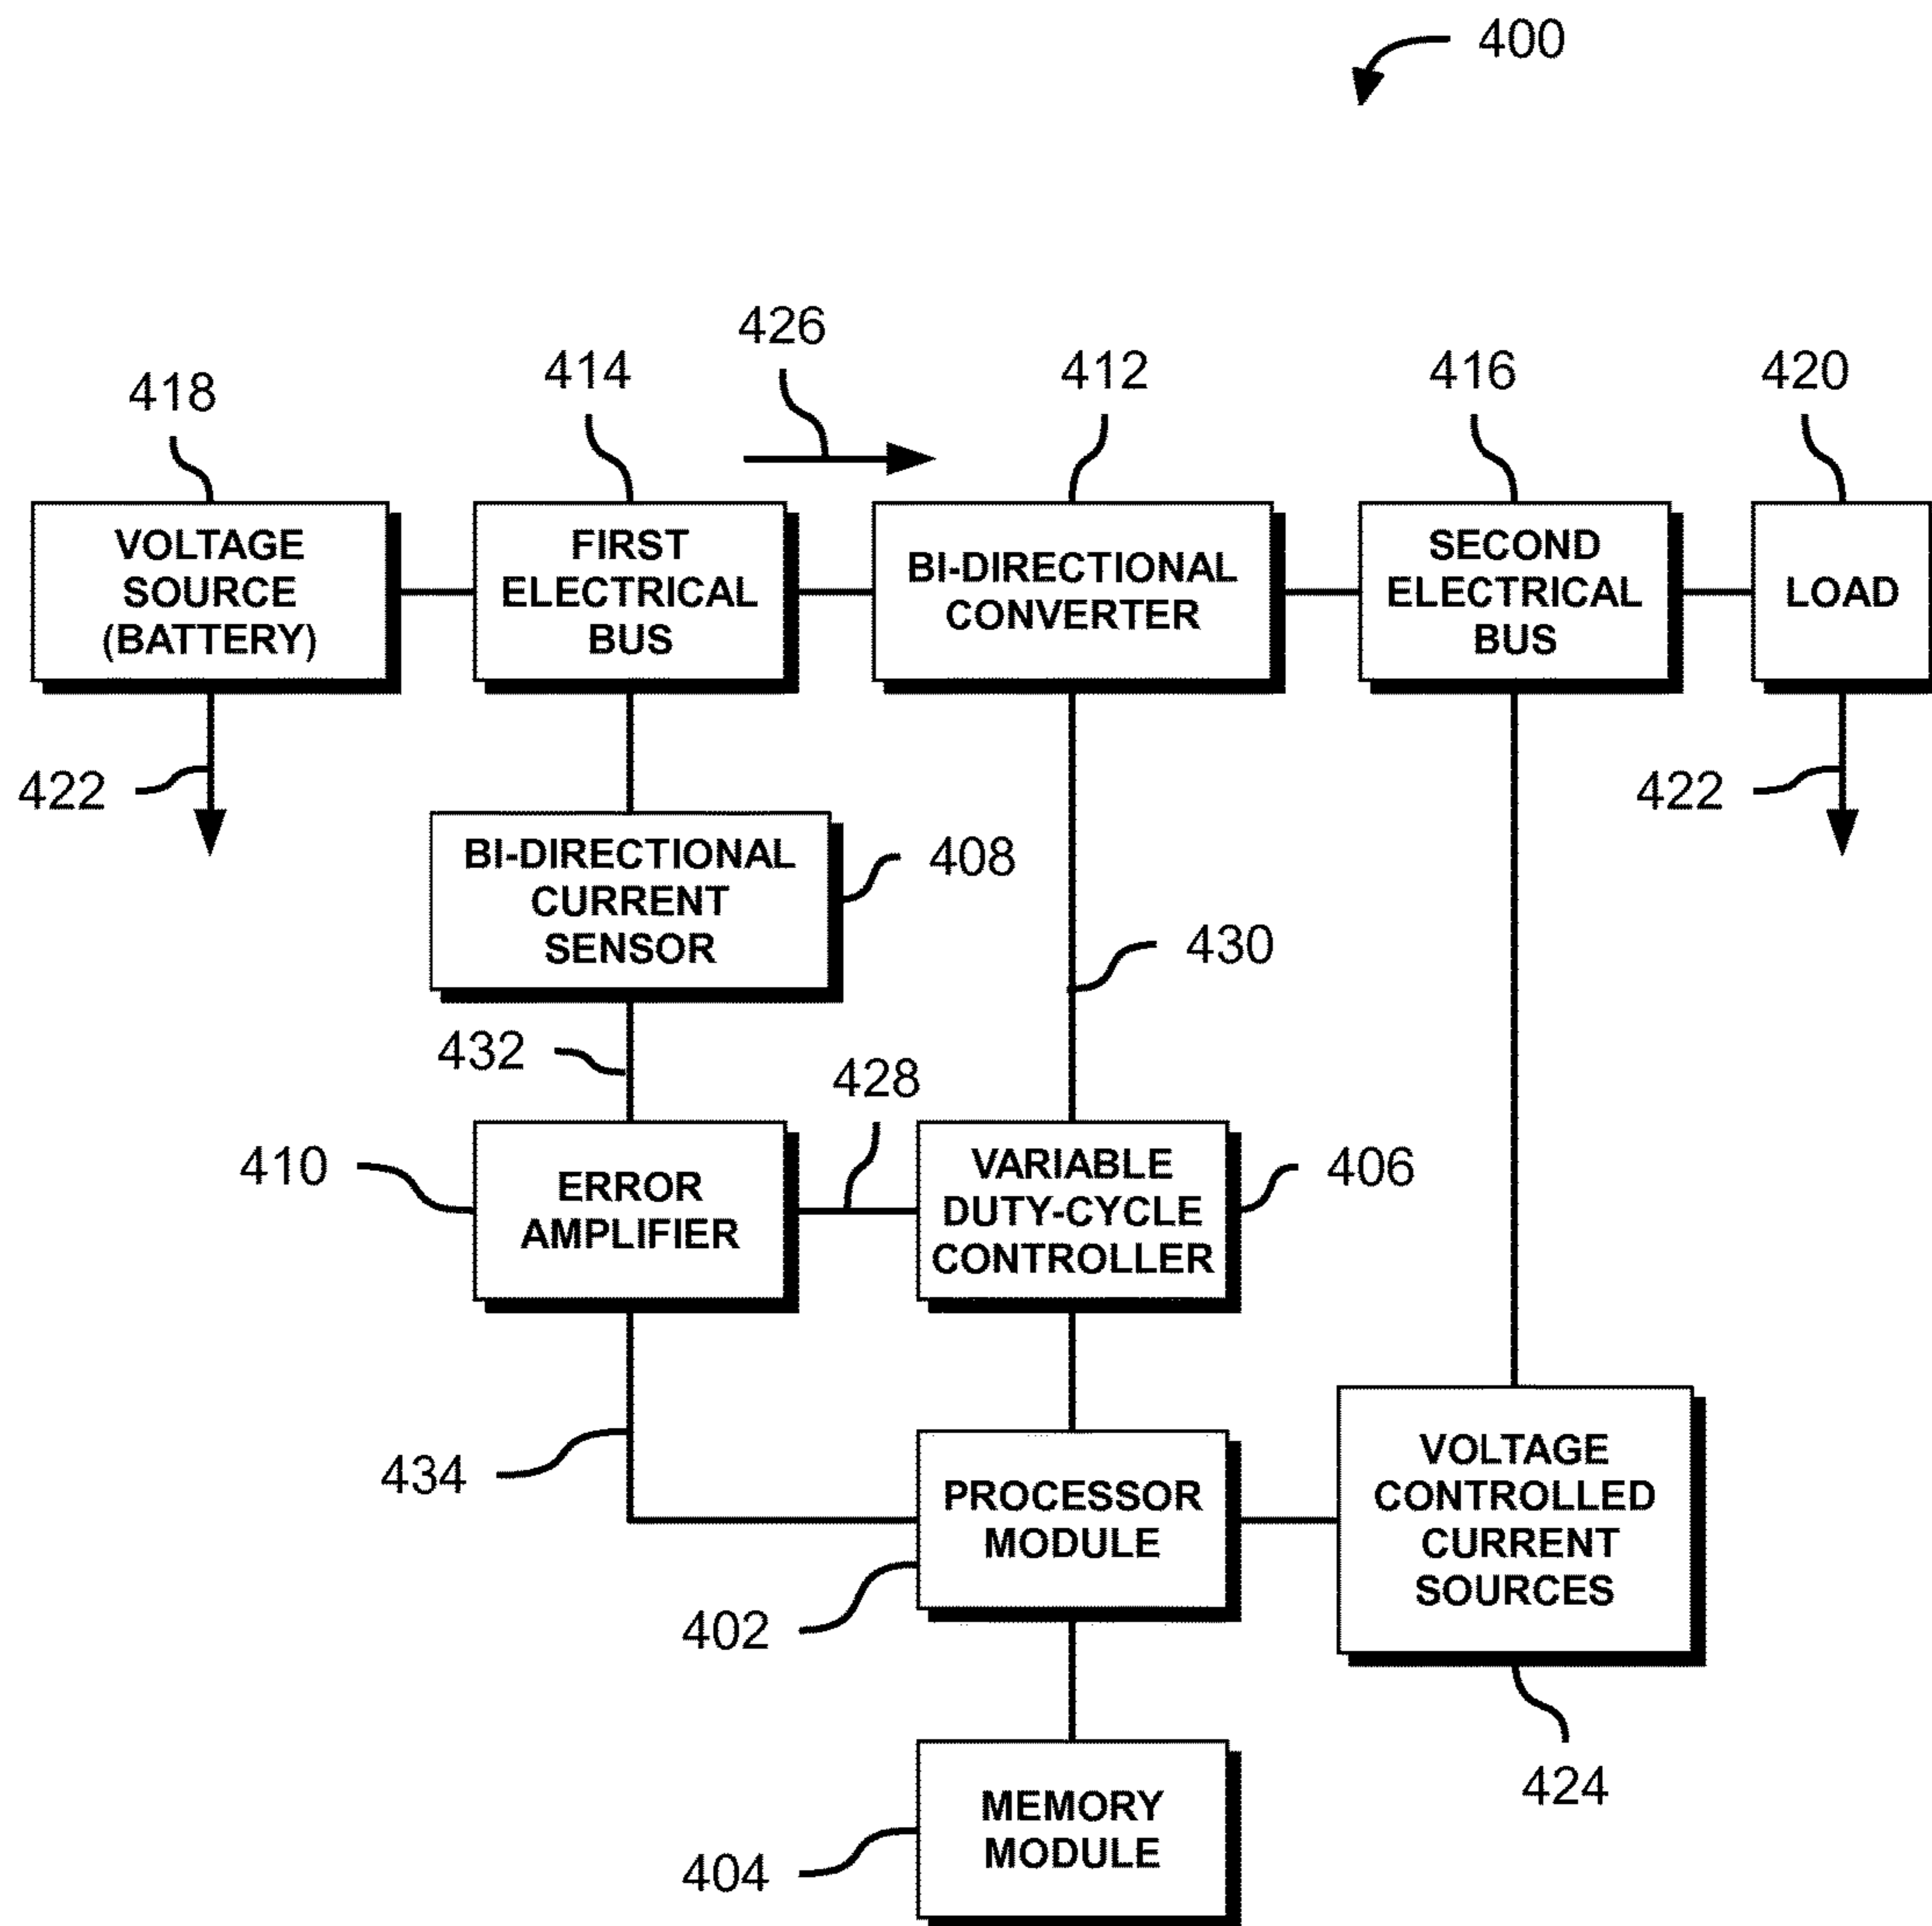 400
426
414
412
416
420
418
VOLTAGE
SOURCE
(BATTERY)
FIRST
ELECTRICAL
BUS
BI-DIRECTIONAL
CONVERTER
SECOND
ELECTRICAL
BUS
LOAD
422
422
BI-DIRECTIONAL
CURRENT
SENSOR
408
430
432
428
410
ERROR
AMPLIFIER
VARIABLE
DUTY-CYCLE
CONTROLLER
406
434
PROCESSOR
MODULE
VOLTAGE
CONTROLLED
CURRENT
SOURCES
402
424
MEMORY
MODULE
404